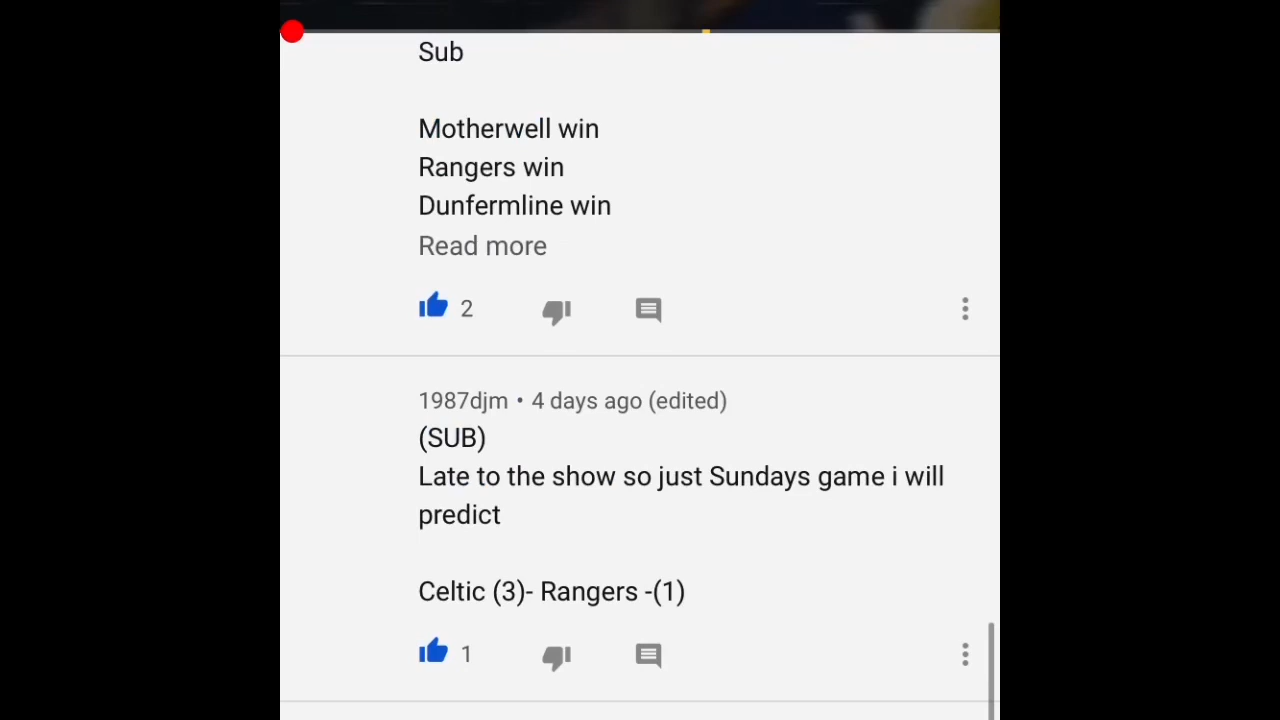 Sub
Motherwell win
Rangers win
Dunfermline win
Read more
2
1987djm • 4 days ago (edited)
(SUB)
Late to the show so just Sundays game i will
predict
Celtic (3)- Rangers -(1)
1